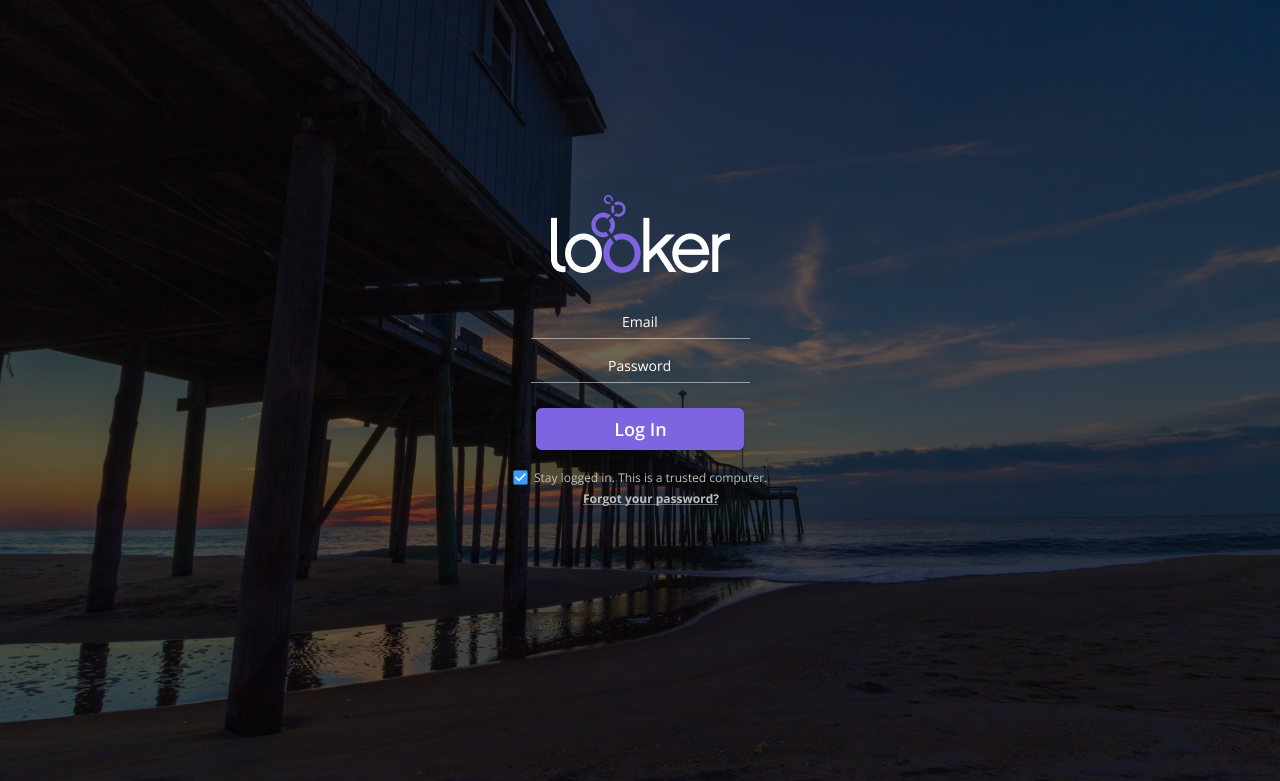 looker
Email
Password
Log In
Stay logged in. This is a trusted computer.
Forgot your password?